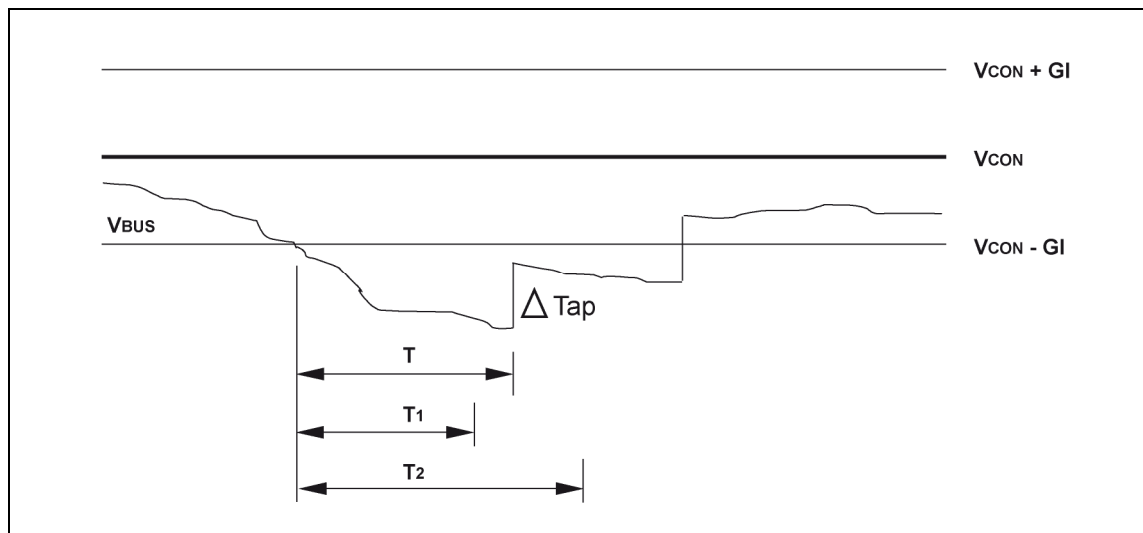 VCON + GI
VCON
VBUS
VCON - GI
Δ Tap
T
T1
T2